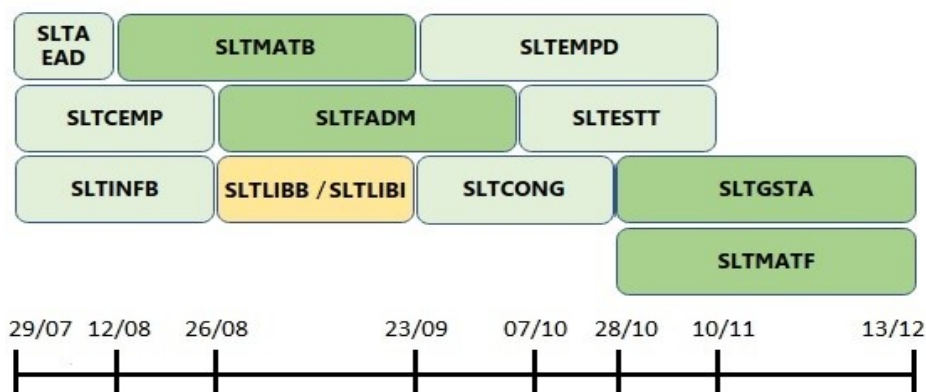 SLTA
EAD
SLTMATB
SLTEMPD
SLTCEMP
SLTFADM
SLTESTT
SLTINFB
SLTLIBB / SLTLIBI
SLTCONG
SLTGSTA
SLTMATF
29/07 12/08 26/08 23/09 07/10 28/10 10/11 13/12